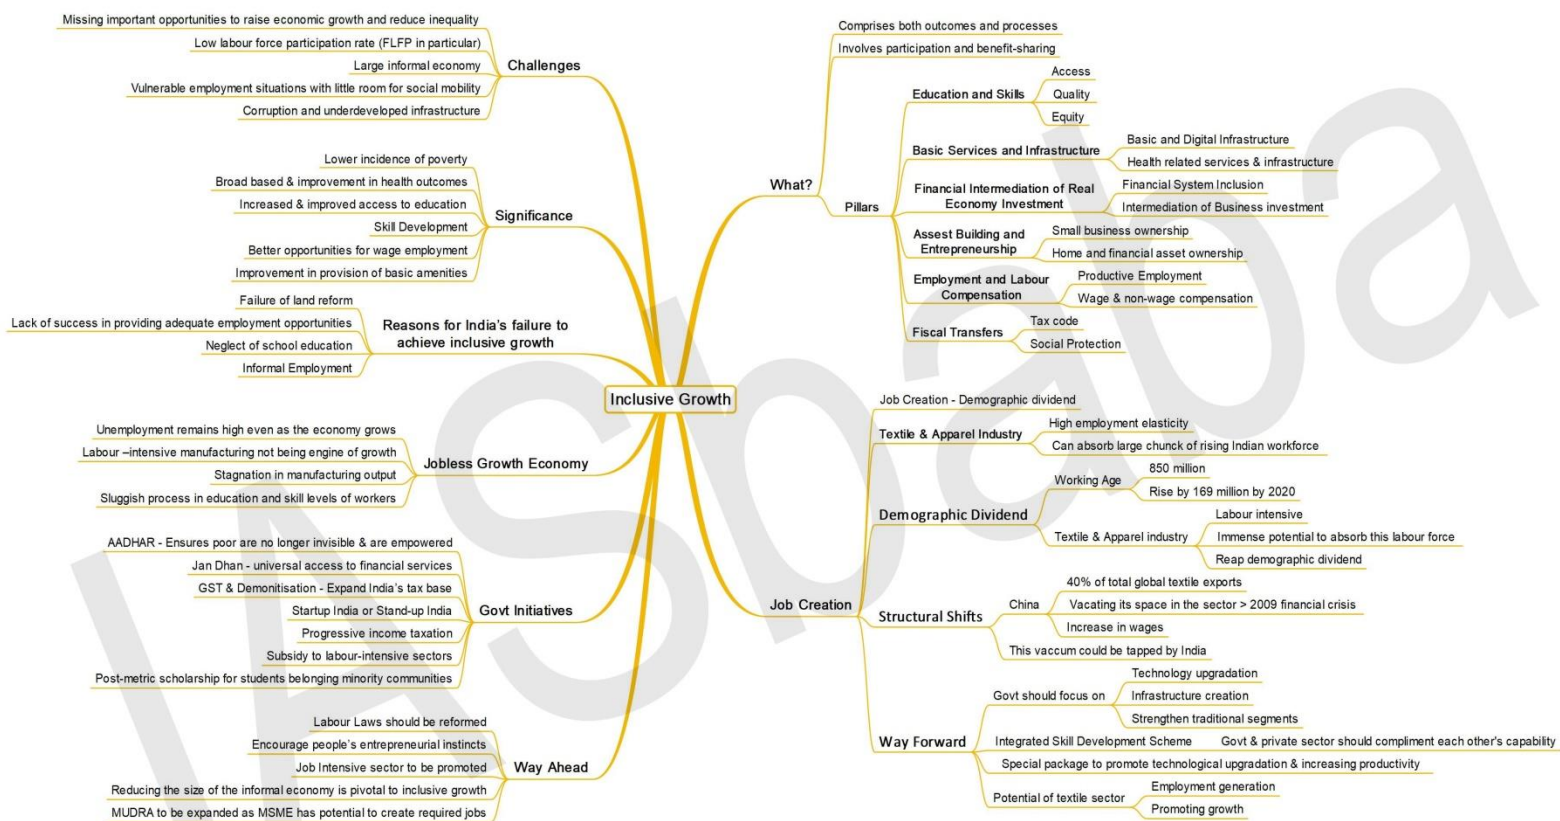 Inclusive Growth
What?
Comprises both outcomes and processes
Involves participation and benefit-sharing
Pillars
Education and Skills
Access
Quality
Equity
Basic Services and Infrastructure
Basic and Digital Infrastructure
Health related services & infrastructure
Financial Intermediation of Real
Economy Investment
Financial System Inclusion
Intermediation of Business investment
Assest Building and
Entrepreneurship
Small business ownership
Home and financial asset ownership
Employment and Labour
Compensation
Productive Employment
Wage & non-wage compensation
Fiscal Transfers
Tax code
Social Protection
Job Creation
Job Creation - Demographic dividend
Textile & Apparel Industry
High employment elasticity
Can absorb large chunck of rising Indian workforce
Demographic Dividend
Working Age
850 million
Rise by 169 million by 2020
Textile & Apparel industry
Labour intensive
Immense potential to absorb this labour force
Reap demographic dividend
Structural Shifts
China
40% of total global textile exports
Vacating its space in the sector > 2009 financial crisis
Increase in wages
This vaccum could be tapped by India
Way Forward
Govt should focus on
Technology upgradation
Infrastructure creation
Strengthen traditional segments
Integrated Skill Development Scheme
Govt & private sector should compliment each other's capability
Special package to promote technological upgradation & increasing productivity
Potential of textile sector
Employment generation
Promoting growth
Challenges
Missing important opportunities to raise economic growth and reduce inequality
Low labour force participation rate (FLFP in particular)
Large informal economy
Vulnerable employment situations with little room for social mobility
Corruption and underdeveloped infrastructure
Significance
Lower incidence of poverty
Broad based & improvement in health outcomes
Increased & improved access to education
Skill Development
Better opportunities for wage employment
Improvement in provision of basic amenities
Reasons for India's failure to
achieve inclusive growth
Failure of land reform
Lack of success in providing adequate employment opportunities
Neglect of school education
Informal Employment
Jobless Growth Economy
Unemployment remains high even as the economy grows
Labour –intensive manufacturing not being engine of growth
Stagnation in manufacturing output
Sluggish process in education and skill levels of workers
Govt Initiatives
AADHAR - Ensures poor are no longer invisible & are empowered
Jan Dhan - universal access to financial services
GST & Demonitisation - Expand India's tax base
Startup India or Stand-up India
Progressive income taxation
Subsidy to labour-intensive sectors
Post-metric scholarship for students belonging minority communities
Way Ahead
Labour Laws should be reformed
Encourage people's entrepreneurial instincts
Job Intensive sector to be promoted
Reducing the size of the informal economy is pivotal to inclusive growth
MUDRA to be expanded as MSME has potential to create required jobs
IASbaba